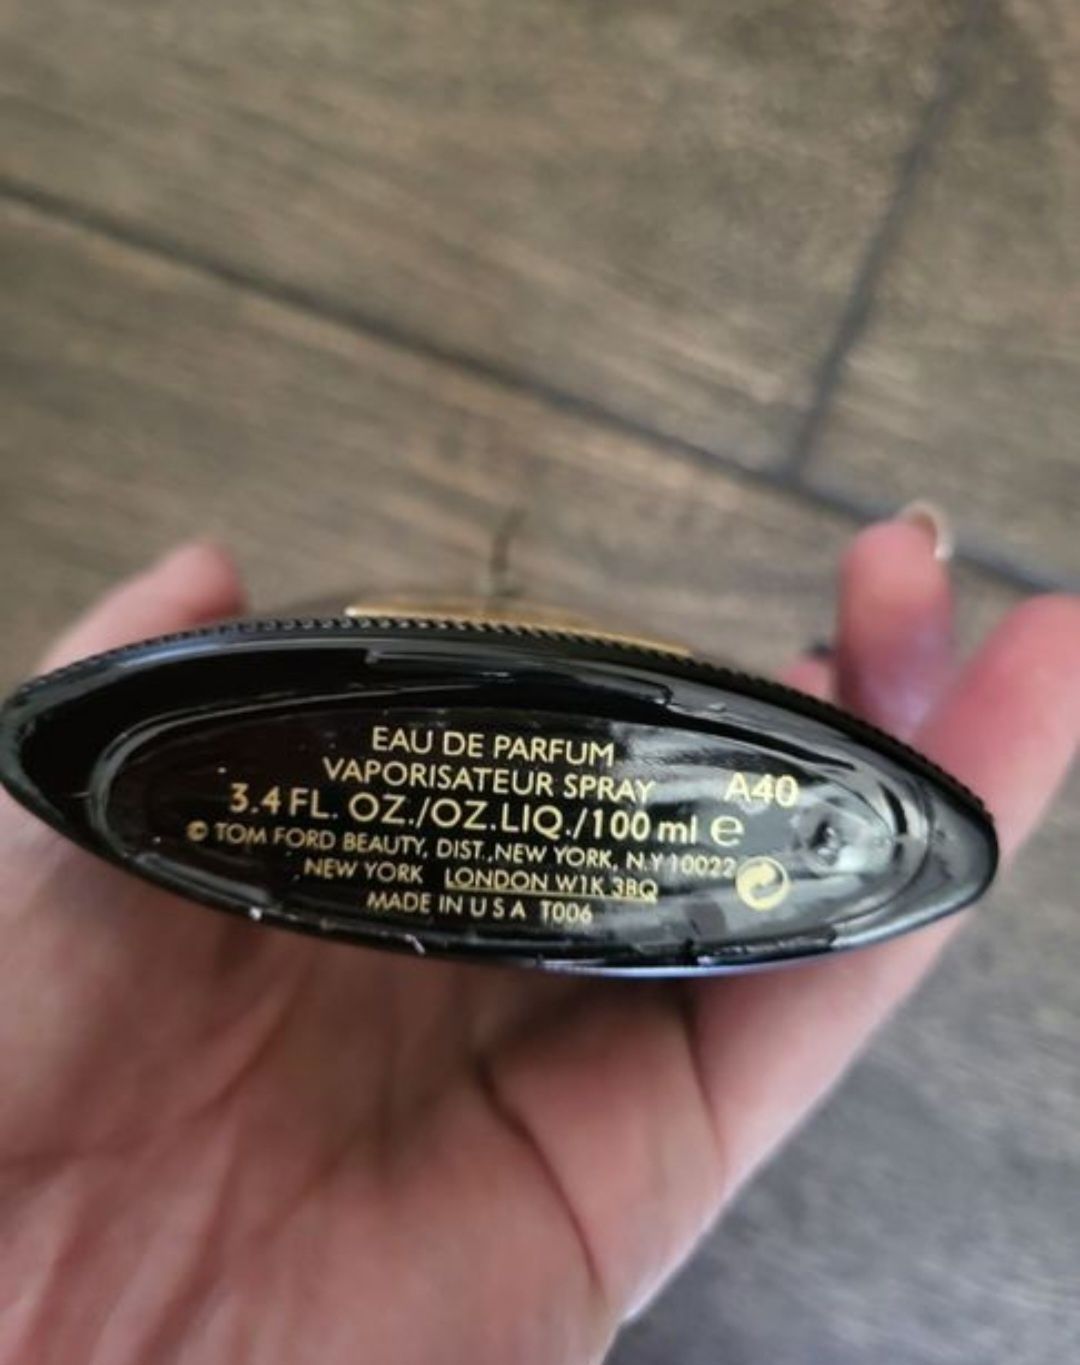 EAU DE PARFUM
VAPORISATEUR SPRAY A40
3.4 FL. OZ./OZ.LIQ./100 ml ℮
© TOM FORD BEAUTY, DIST.,NEW YORK, N.Y 10022
NEW YORK LONDON W1K 3BQ
MADE IN U S A T006